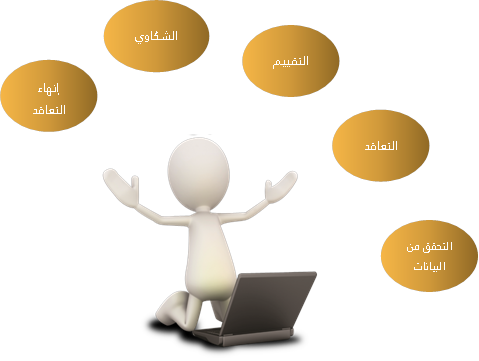 الشكاوي
التقييم
إنهاء
التعاقد
التعاقد
التحقق من
البيانات